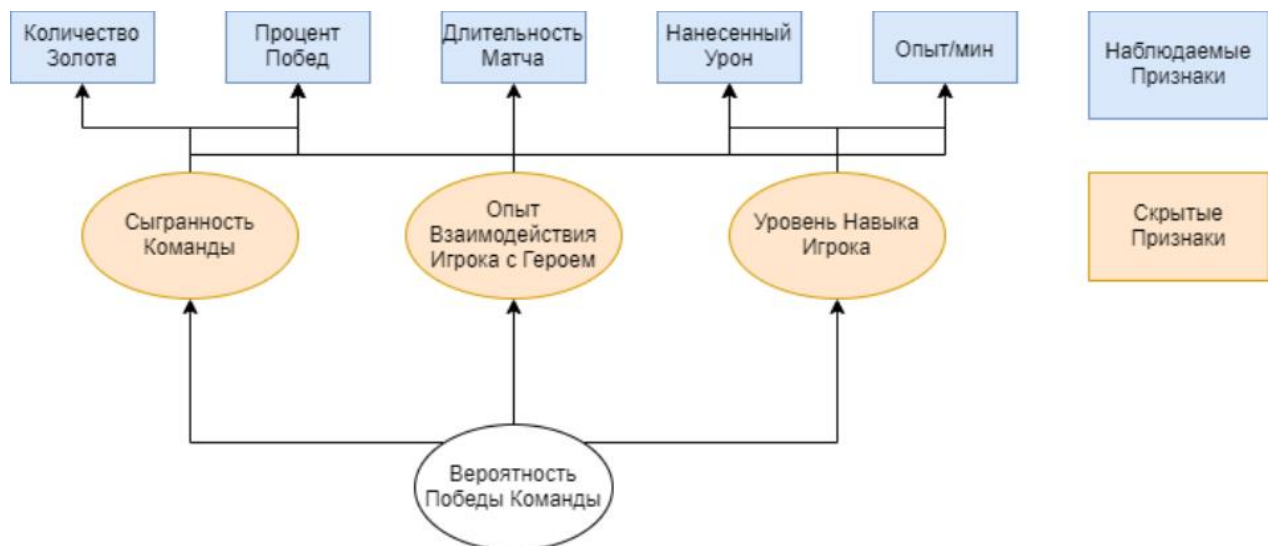 Количество
Золота
Процент
Побед
Длительность
Матча
Нанесенный
Урон
Опыт/мин
Наблюдаемые
Признаки
Сыгранность
Команды
Опыт
Взаимодействия
Игрока с Героем
Уровень Навыка
Игрока
Скрытые
Признаки
Вероятность
Победы Команды